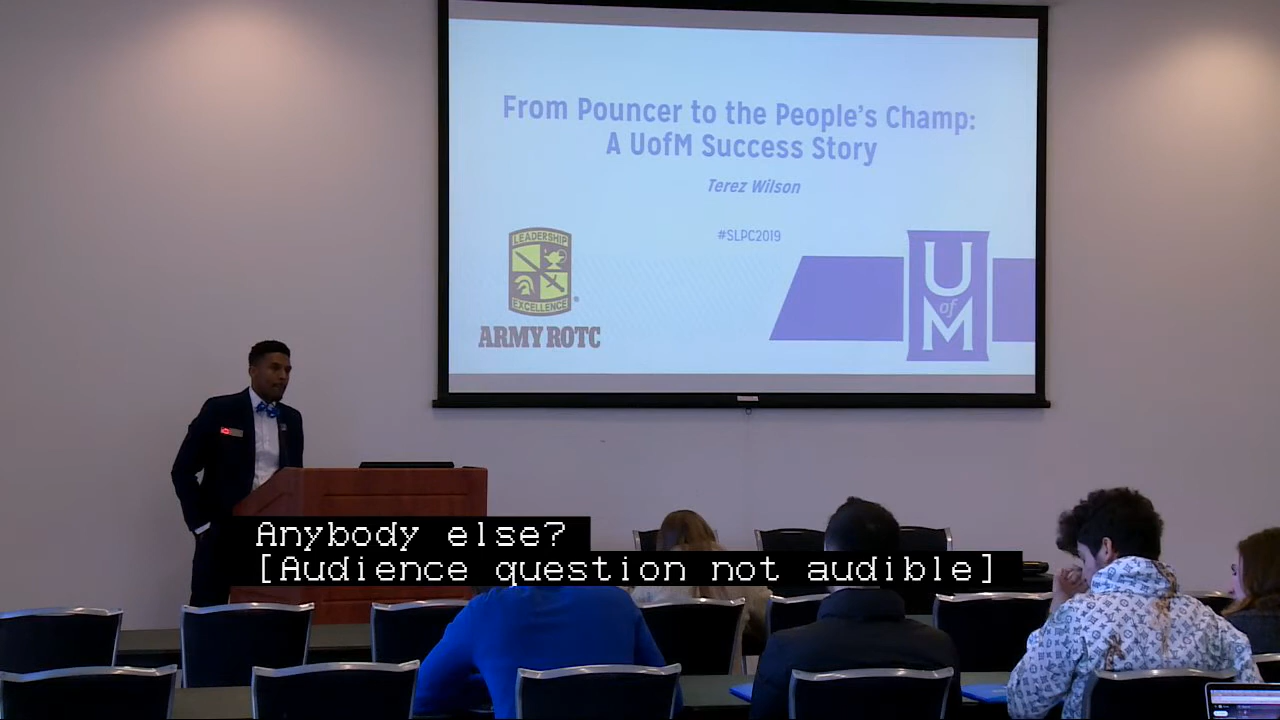 From Pouncer to the People's Champ:
A UofM Success Story
Terez Wilson
#SLPC2019
LEADERSHIP
EXCELLENCE
ARMY ROTC
U
of
M
Anybody else?
[Audience question not audible]